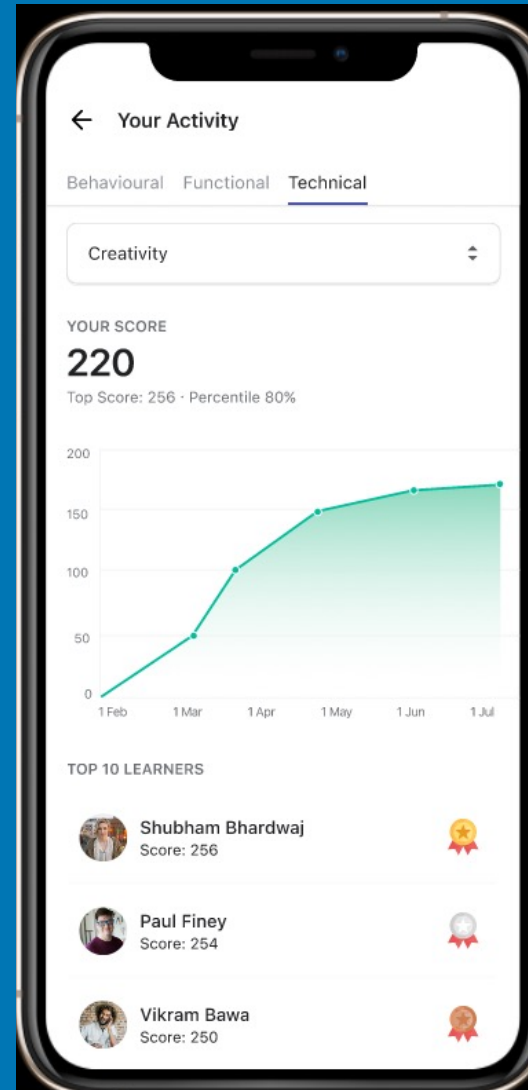 Your Activity
Behavioural Functional Technical
Creativity
YOUR SCORE
220
Top Score: 256 · Percentile 80%
200
150
100
50
0
1 Feb 1 Mar 1 Apr 1 May 1 Jun 1 Jul
TOP 10 LEARNERS
Shubham Bhardwaj
Score: 256
Paul Finey
Score: 254
Vikram Bawa
Score: 250